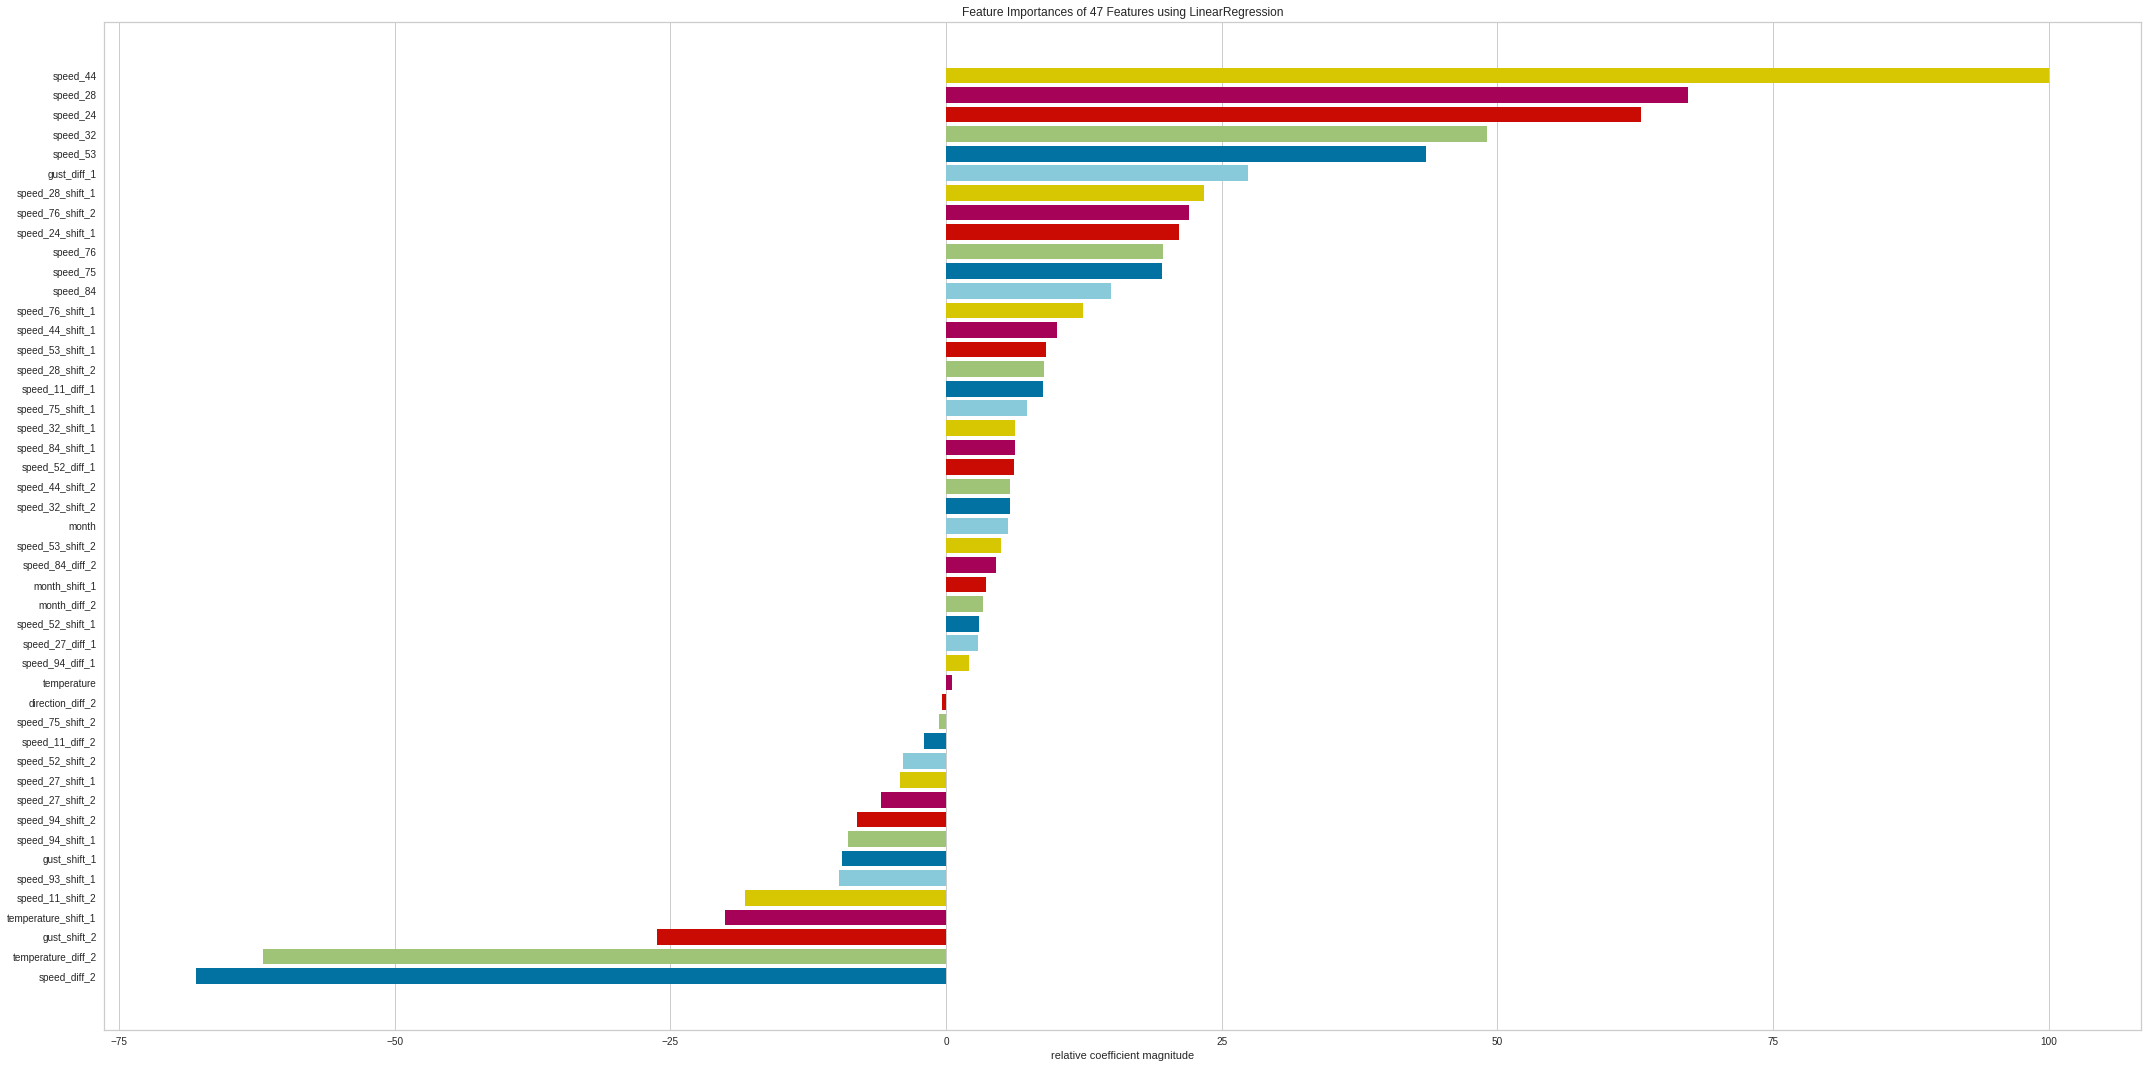 Feature Importances of 47 Features using LinearRegression
speed_44
speed_28
speed_24
speed_32
speed_53
gust_diff_1
speed_28_shift_1
speed_76_shift_2
speed_24_shift_1
speed_76
speed_75
speed_84
speed_76_shift_1
speed_44_shift_1
speed_53_shift_1
speed_28_shift_2
speed_11_diff_1
speed_75_shift_1
speed_32_shift_1
speed_84_shift_1
speed_52_diff_1
speed_44_shift_2
speed_32_shift_2
month
speed_53_shift_2
speed_84_diff_2
month_shift_1
month_diff_2
speed_52_shift_1
speed_27_diff_1
speed_94_diff_1
temperature
direction_diff_2
speed_75_shift_2
speed_11_diff_2
speed_52_shift_2
speed_27_shift_1
speed_27_shift_2
speed_94_shift_2
speed_94_shift_1
gust_shift_1
speed_93_shift_1
speed_11_shift_2
temperature_shift_1
gust_shift_2
temperature_diff_2
speed_diff_2
−75 −50 −25 0 25 50 75 100
relative coefficient magnitude